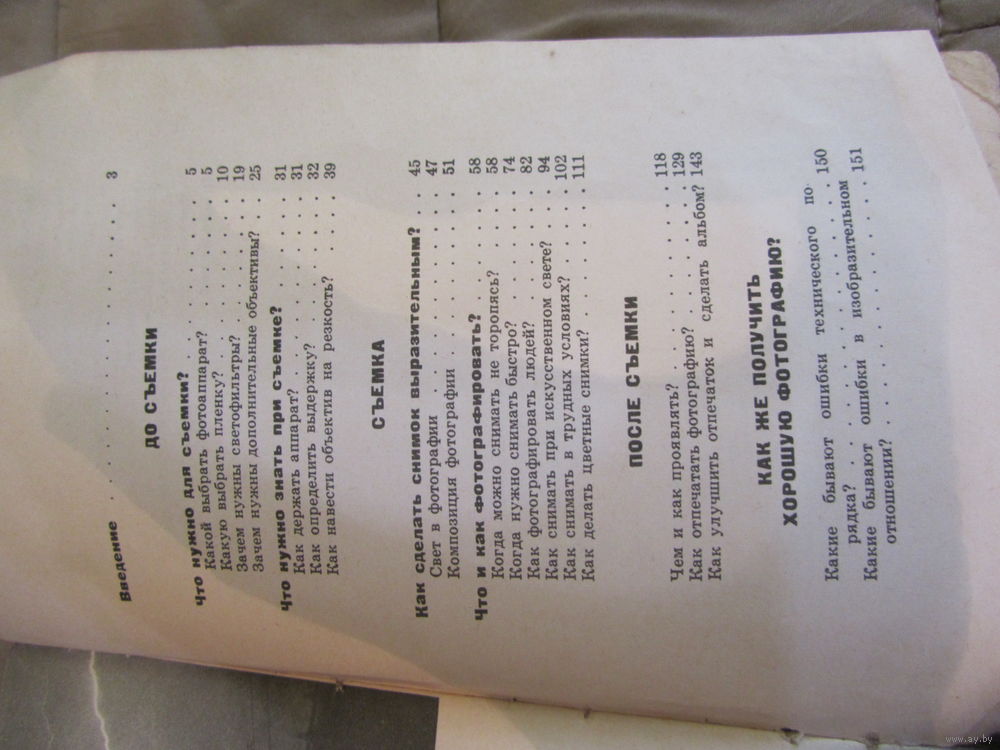 Введение . . . . . . . . . . . . . . . . . . 3
ДО СЪЕМКИ
Что нужно для съемки? . . . . . . . . . . 5
Какой выбрать фотоаппарат? . . . . . . . . 5
Какую выбрать пленку? . . . . . . . . . 10
Зачем нужны светофильтры? . . . . . . . . 19
Зачем нужны дополнительные объективы? . . 25
Что нужно знать при съемке? . . . . . . . 31
Как держать аппарат? . . . . . . . . . . 31
Как определить выдержку? . . . . . . . . 32
Как навести объектив на резкость? . . . . . 39
СЪЕМКА
Как сделать снимок выразительным? . . 45
Свет в фотографии . . . . . . . . . . . 47
Композиция фотографии . . . . . . . . . 51
Что и как фотографировать? . . . . . . . 58
Когда можно снимать не торопясь? . . . . . 58
Когда нужно снимать быстро? . . . . . . . 74
Как фотографировать людей? . . . . . . . 82
Как снимать при искусственном свете? . . . 94
Как снимать в трудных условиях? . . . . . 102
Как делать цветные снимки? . . . . . . . 111
ПОСЛЕ СЪЕМКИ
Чем и как проявлять? . . . . . . . . . . 118
Как отпечатать фотографию? . . . . . . . 129
Как улучшить отпечаток и сделать альбом? 143
КАК ЖЕ ПОЛУЧИТЬ
ХОРОШУЮ ФОТОГРАФИЮ?
Какие бывают ошибки технического по-
рядка? . . . . . . . . . . . . . . 150
Какие бывают ошибки в изобразительном
отношении? . . . . . . . . . . . . 151
www.ay.by